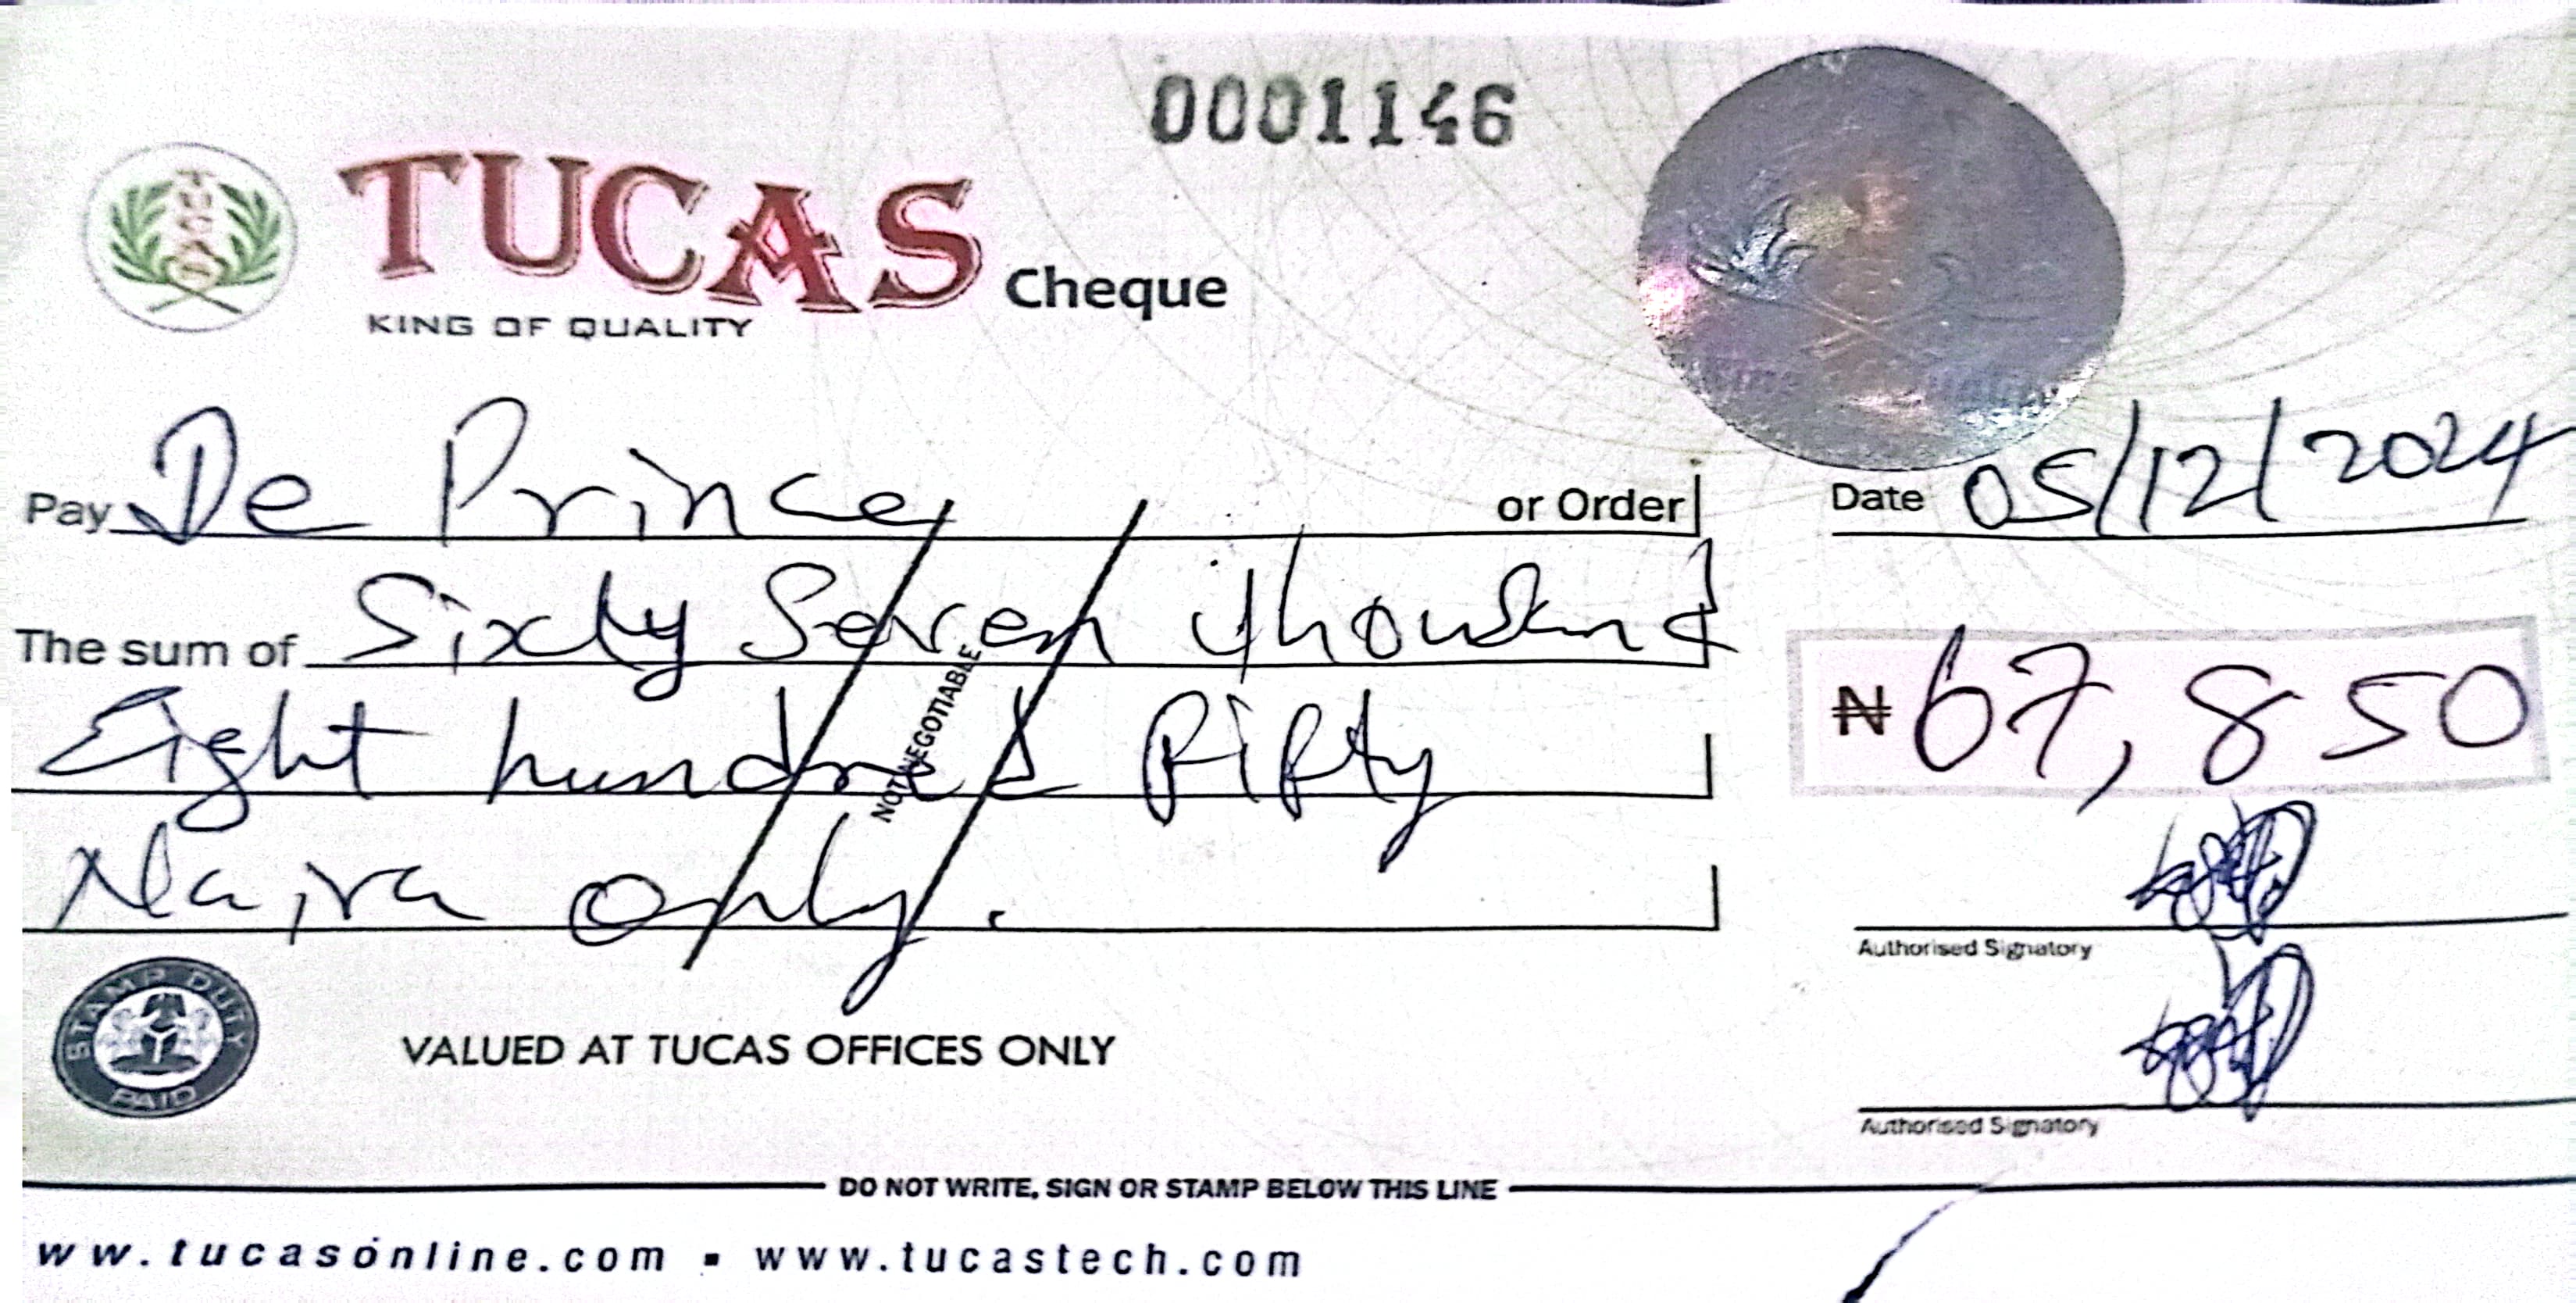 0001146
TUCAS Cheque
KING OF QUALITY
Pay De Prince or Order
Date 05/12/2024
The sum of Sixty Seven thousand
Eight hundred Fifty
₦ 67,850
NOT NEGOTIABLE
Naira only.
Authorised Signatory
STAMP DUTY
PAID
VALUED AT TUCAS OFFICES ONLY
Authorised Signatory
DO NOT WRITE, SIGN OR STAMP BELOW THIS LINE
ww.tucasonline.com ▪ www.tucastech.com